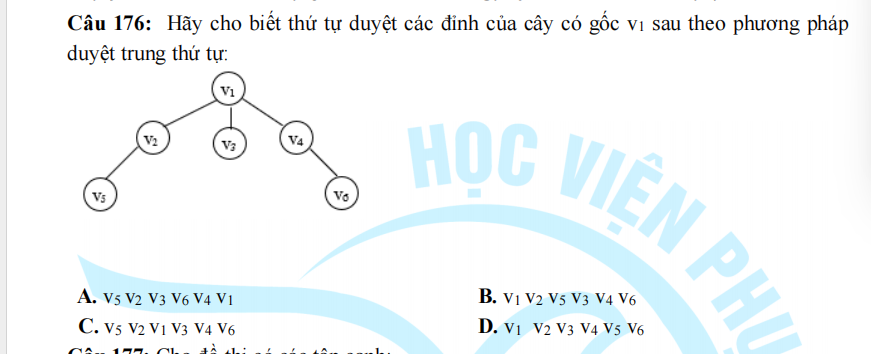 Câu 176: Hãy cho biết thứ tự duyệt các đỉnh của cây có gốc v1 sau theo phương pháp
duyệt trung thứ tự:
V1
V2
V3
V4
V5
V6
HỌC VIỆN PHỤ
A. V5 V2 V3 V6 V4 V1
B. V1 V2 V5 V3 V4 V6
C. V5 V2 V1 V3 V4 V6
D. V1 V2 V3 V4 V5 V6